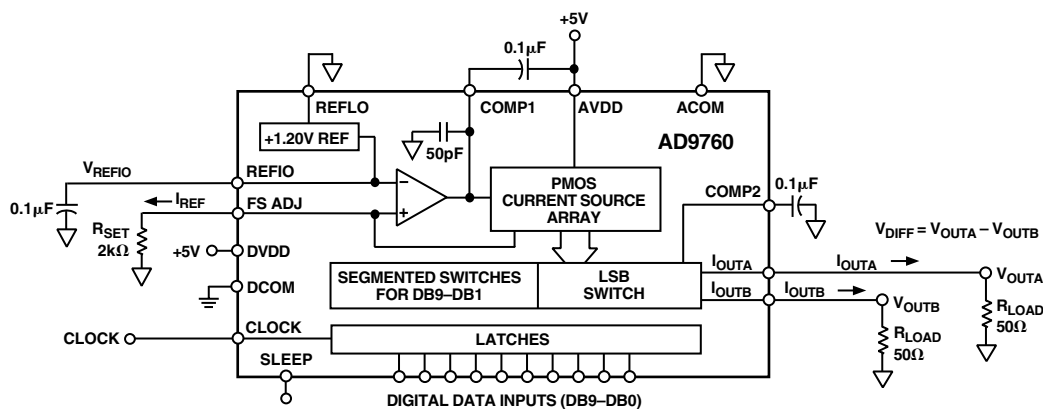 +5V
0.1μF
REFLO
COMP1
AVDD
ACOM
+1.20V REF
50pF
AD9760
V_REFIO
REFIO
0.1μF
I_REF
FS ADJ
R_SET
2kΩ
+5V
DVDD
DCOM
−
+
PMOS
CURRENT SOURCE
ARRAY
COMP2
0.1μF
V_DIFF = V_OUTA – V_OUTB
SEGMENTED SWITCHES
FOR DB9–DB1
LSB
SWITCH
I_OUTA
I_OUTA
V_OUTA
I_OUTB
I_OUTB
V_OUTB
R_LOAD
50Ω
R_LOAD
50Ω
CLOCK
CLOCK
LATCHES
SLEEP
DIGITAL DATA INPUTS (DB9–DB0)